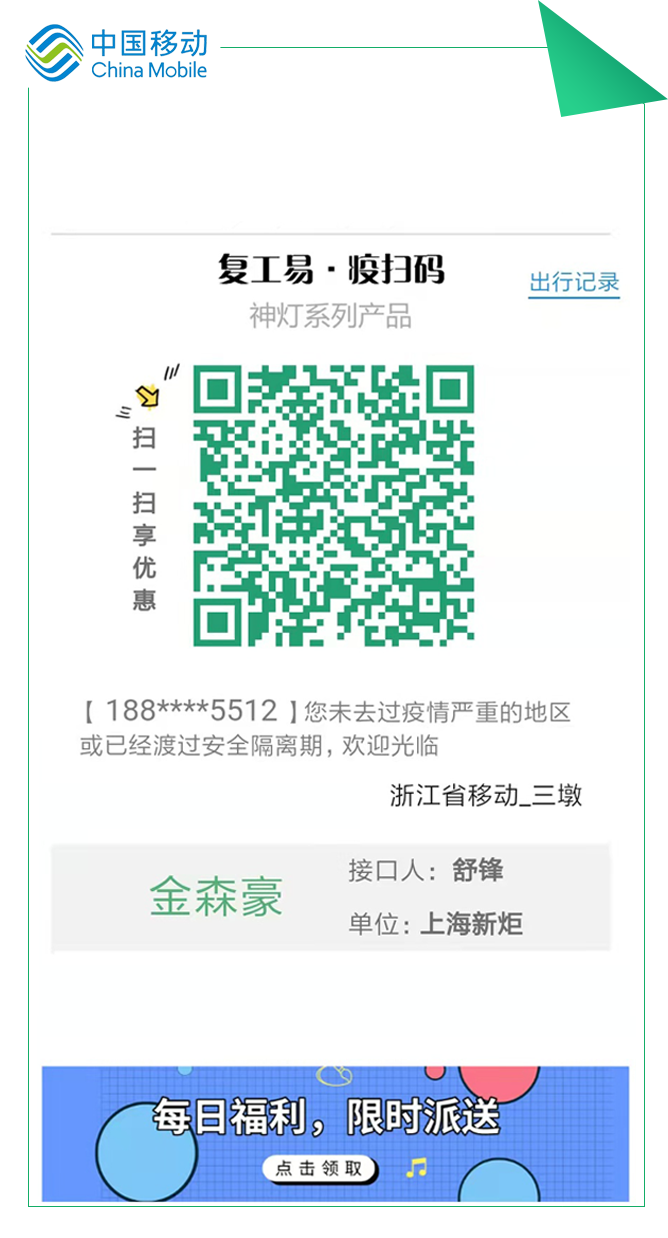 中国移动
China Mobile
复工易·疫扫码
出行记录
神灯系列产品
扫一扫享优惠
【 188****5512 】您未去过疫情严重的地区
或已经渡过安全隔离期，欢迎光临
浙江省移动_三墩
金森豪
接口人：舒锋
单位：上海新炬
每日福利，限时派送
点击领取